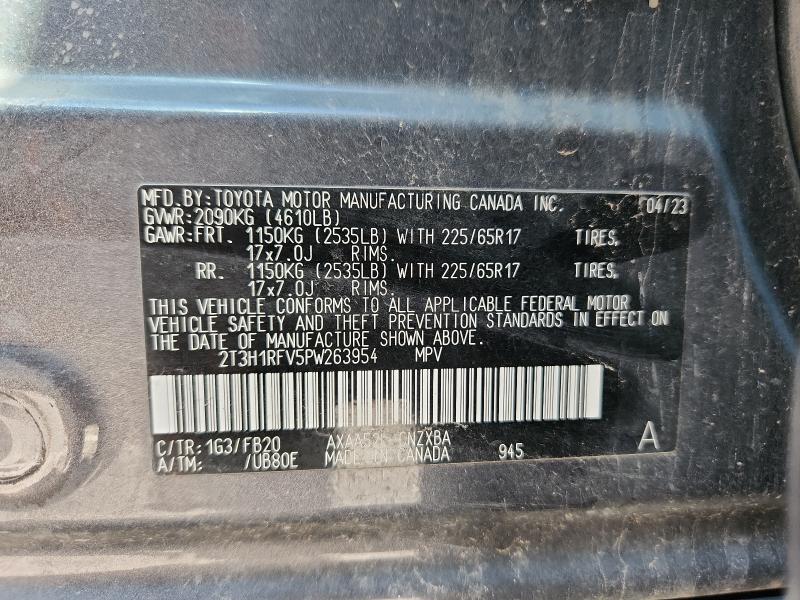 MFD.BY:TOYOTA MOTOR MANUFACTURING CANADA INC. 04/23
GVWR:2090KG (4610LB)
GAWR:FRT. 1150KG (2535LB) WITH 225/65R17 TIRES,
17x7.0J RIMS.
RR. 1150KG (2535LB) WITH 225/65R17 TIRES,
17x7.0J RIMS.
THIS VEHICLE CONFORMS TO ALL APPLICABLE FEDERAL MOTOR
VEHICLE SAFETY AND THEFT PREVENTION STANDARDS IN EFFECT ON
THE DATE OF MANUFACTURE SHOWN ABOVE.
2T3H1RFV5PW263954 MPV
C/TR: 1G3/FB20 A
A/TM: /UB80E MADE IN CANADA 945